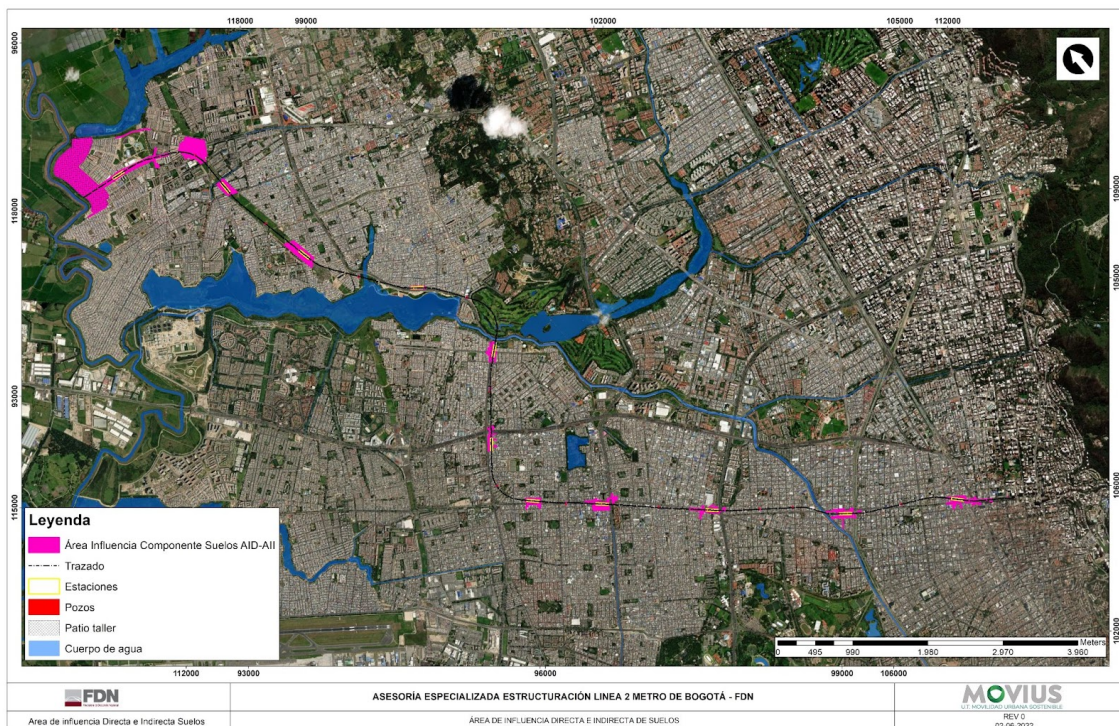 118000 99000 102000 105000 112000
96000
109000
118000
105000
93000
106000
115000
102000
Leyenda
Área Influencia Componente Suelos AID-AII
Trazado
Estaciones
Pozos
Patio taller
Cuerpo de agua
Meters
0 495 990 1.980 2.970 3.960
112000 93000 96000 99000 106000
FDN
Area de influencia Directa e Indirecta Suelos
ASESORÍA ESPECIALIZADA ESTRUCTURACIÓN LINEA 2 METRO DE BOGOTÁ - FDN
ÁREA DE INFLUENCIA DIRECTA E INDIRECTA DE SUELOS
MOVIUS
U.T. MOVILIDAD URBANA SOSTENIBLE
REV 0